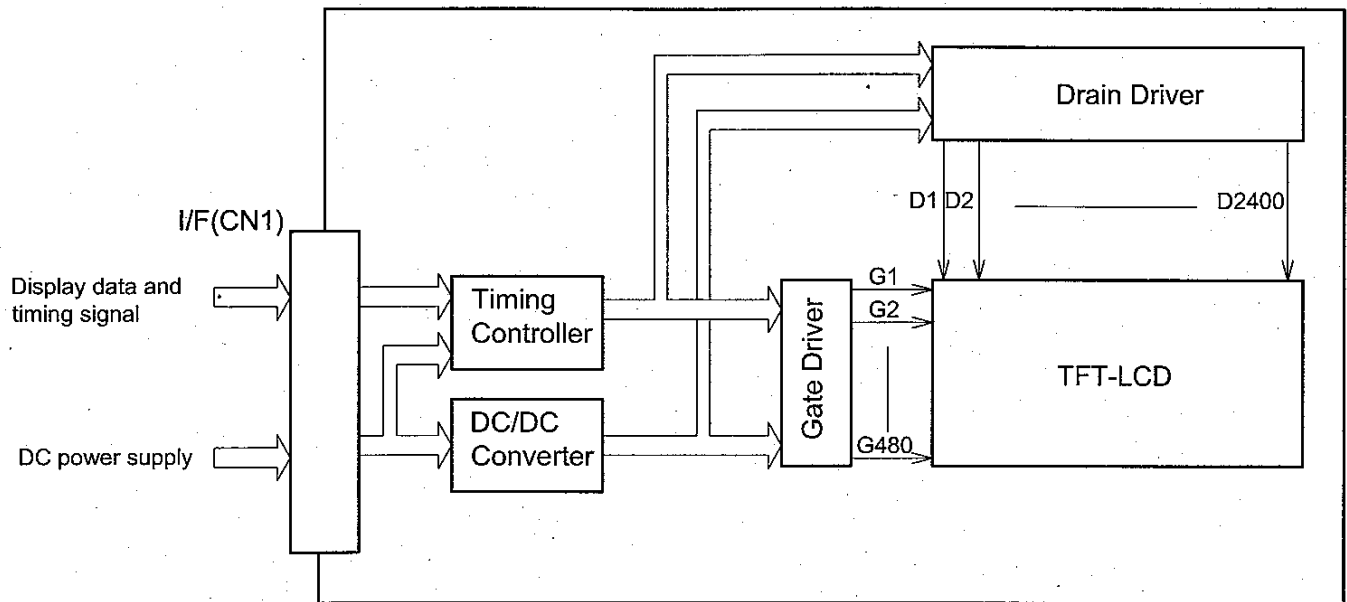 Drain Driver
D1
D2
D2400
I/F(CN1)
Display data and
timing signal
Timing
Controller
G1
G2
Gate Driver
TFT-LCD
DC/DC
Converter
DC power supply
G480